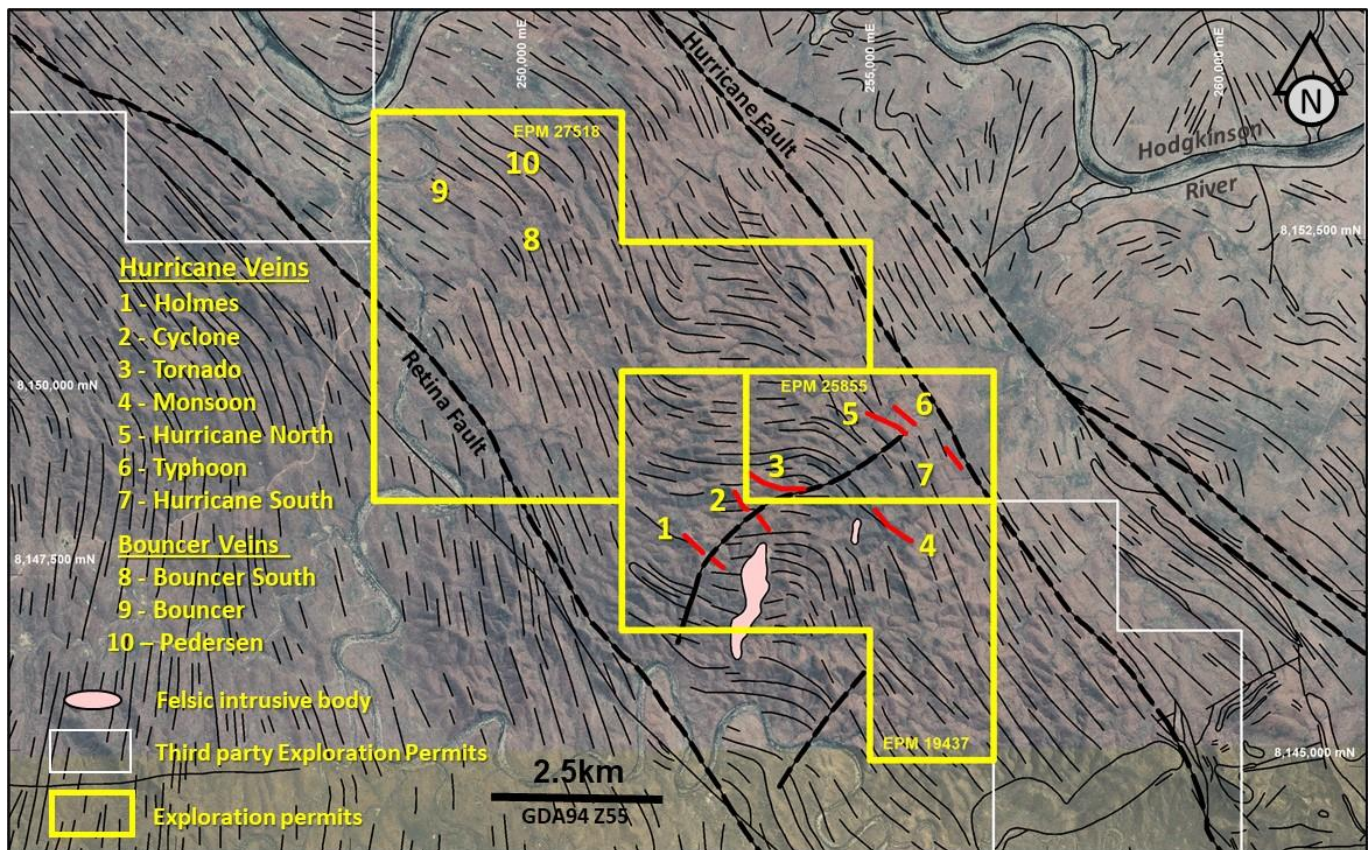 250,000 mE
255,000 mE
260,000 mE
N
Hurricane Fault
Hodgkinson
River
EPM 27518
10
9
8
8,152,500 mN
Hurricane Veins
1 - Holmes
2 - Cyclone
3 - Tornado
4 - Monsoon
5 - Hurricane North
6 - Typhoon
7 - Hurricane South
Bouncer Veins
8 - Bouncer South
9 - Bouncer
10 – Pedersen
8,150,000 mN
Retina Fault
EPM 25855
5
6
7
3
2
1
4
8,147,500 mN
Felsic intrusive body
Third party Exploration Permits
Exploration permits
EPM 19437
8,145,000 mN
2.5km
GDA94 Z55